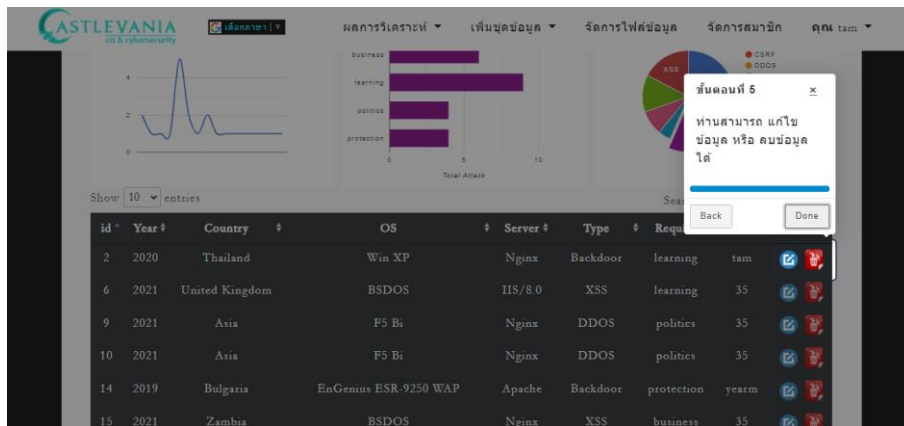 CASTLEVANIA
cti & cybersecurity
เลือกภาษา | ▼
ผลการวิเคราะห์
เพิ่มชุดข้อมูล
จัดการไฟล์ข้อมูล
จัดการสมาชิก
คุณ tam
4
2
0
business
learning
politics
protection
0 5 10
Total Attack
XSS
CSRF
DDOS
ขั้นตอนที่ 5 ×
ท่านสามารถ แก้ไข
ข้อมูล หรือ ลบข้อมูล
ได้
Back Done
Show 10 entries
id Year Country OS Server Type
2 2020 Thailand Win XP Nginx Backdoor learning tam
6 2021 United Kingdom BSDOS IIS/8.0 XSS learning 35
9 2021 Asia F5 Bi Nginx DDOS politics 35
10 2021 Asia F5 Bi Nginx DDOS politics 35
14 2019 Bulgaria EnGenius ESR-9250 WAP Apache Backdoor protection yearm
15 2021 Zambia BSDOS Nginx XSS business 35